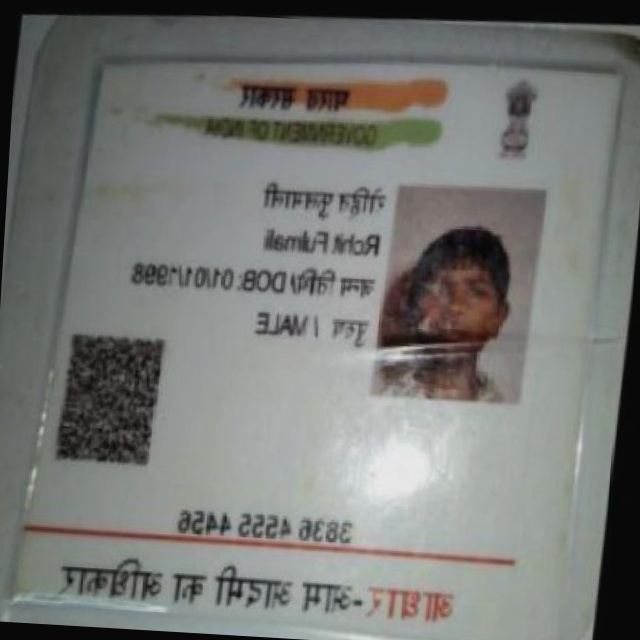 भारत सरकार
GOVERNMENT OF INDIA
रोहित फुलमाली
Rohit Fulmali
जन्म तिथि/ DOB: 01/01/1998
पुरुष / MALE
3836 4555 4456
आधार-आम आदमी का अधिकार